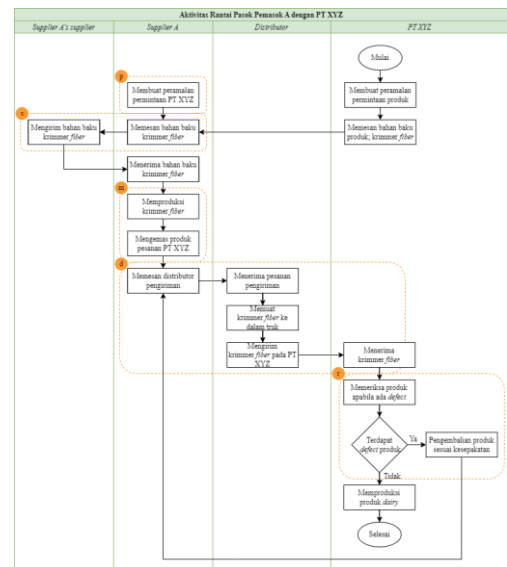 Aktivitas Rantai Pasok Pemasok A dengan PT XYZ
Supplier A's supplier
Supplier A
Distributor
PT XYZ
Mulai
p
Membuat peramalan
permintaan PT XYZ
Membuat peramalan
permintaan produk
s
Mengirim bahan baku
krimmer fiber
Memesan bahan baku
krimmer fiber
Memesan bahan baku
produk; krimmer fiber
Menerima bahan baku
krimmer fiber
m
Memproduksi
krimmer fiber
Mengemas produk
pesanan PT XYZ
d
Memesan distributor
pengiriman
Menerima pesanan
pengiriman
Memuat
krimmer fiber ke
dalam truk
Mengirim
krimmer fiber pada PT
XYZ
Menerima
krimmer fiber
r
Memeriksa produk
apabila ada defect
Terdapat
defect produk
Ya
Pengembalian produk
sesuai kesepakatan
Tidak
Memproduksi
produk dairy
Selesai